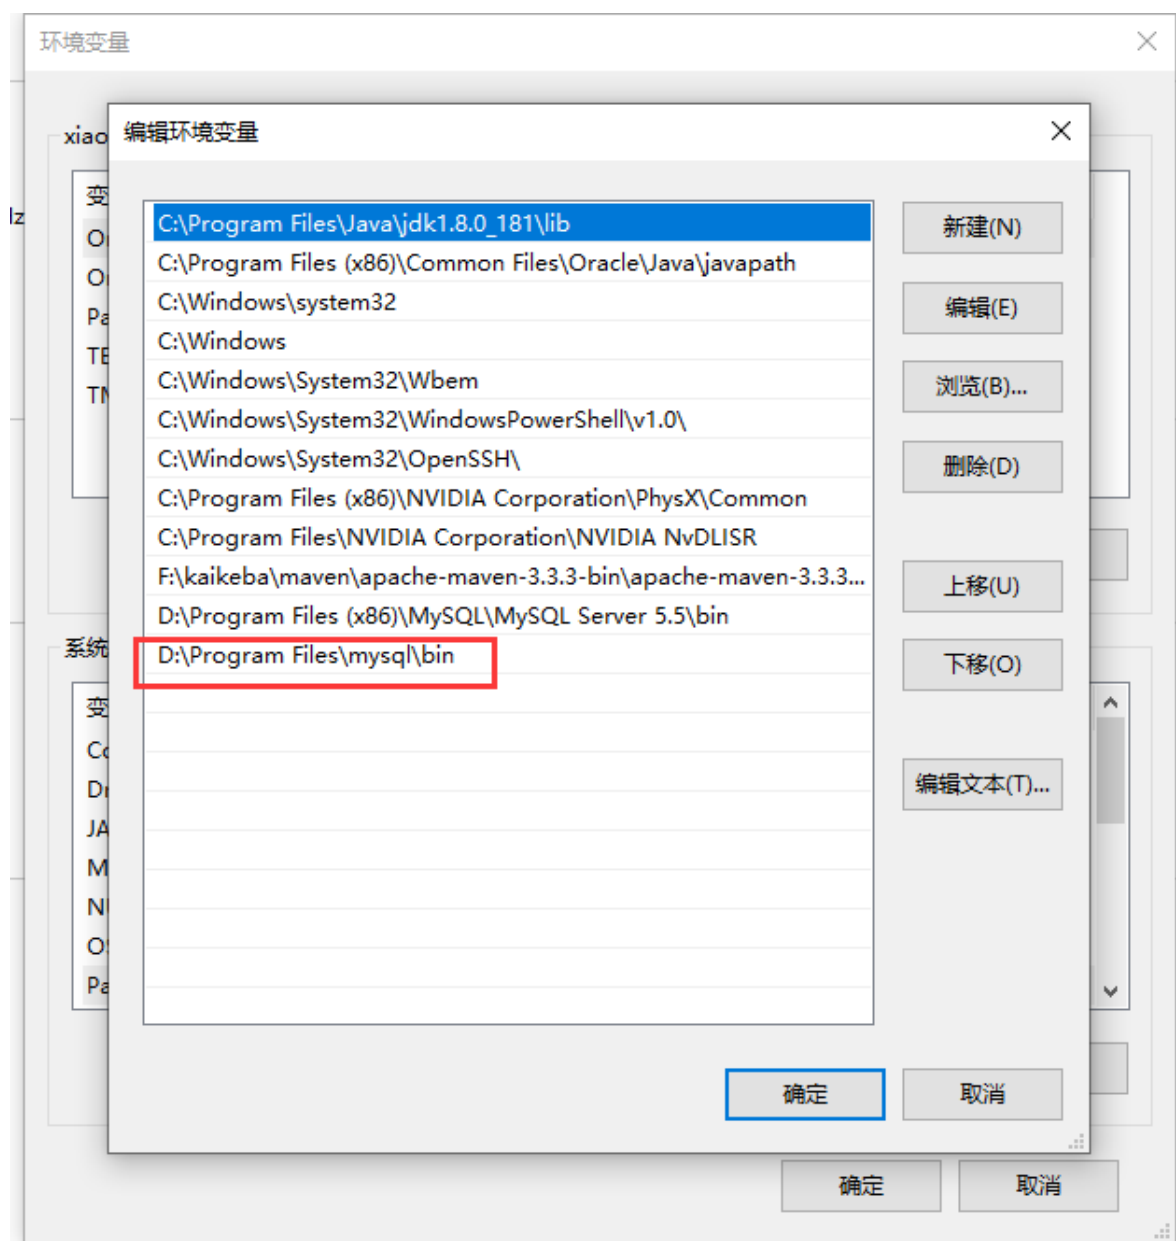 环境变量
xiao
编辑环境变量
变
C:\Program Files\Java\jdk1.8.0_181\lib
新建(N)
C:\Program Files (x86)\Common Files\Oracle\Java\javapath
C:\Windows\system32
编辑(E)
Pa
C:\Windows
C:\Windows\System32\Wbem
浏览(B)...
C:\Windows\System32\WindowsPowerShell\v1.0\
C:\Windows\System32\OpenSSH\
删除(D)
C:\Program Files (x86)\NVIDIA Corporation\PhysX\Common
C:\Program Files\NVIDIA Corporation\NVIDIA NvDLISR
F:\kaikeba\maven\apache-maven-3.3.3-bin\apache-maven-3.3.3...
上移(U)
D:\Program Files (x86)\MySQL\MySQL Server 5.5\bin
系统
D:\Program Files\mysql\bin
下移(O)
变
编辑文本(T)...
JA
Pa
确定
取消
确定
取消